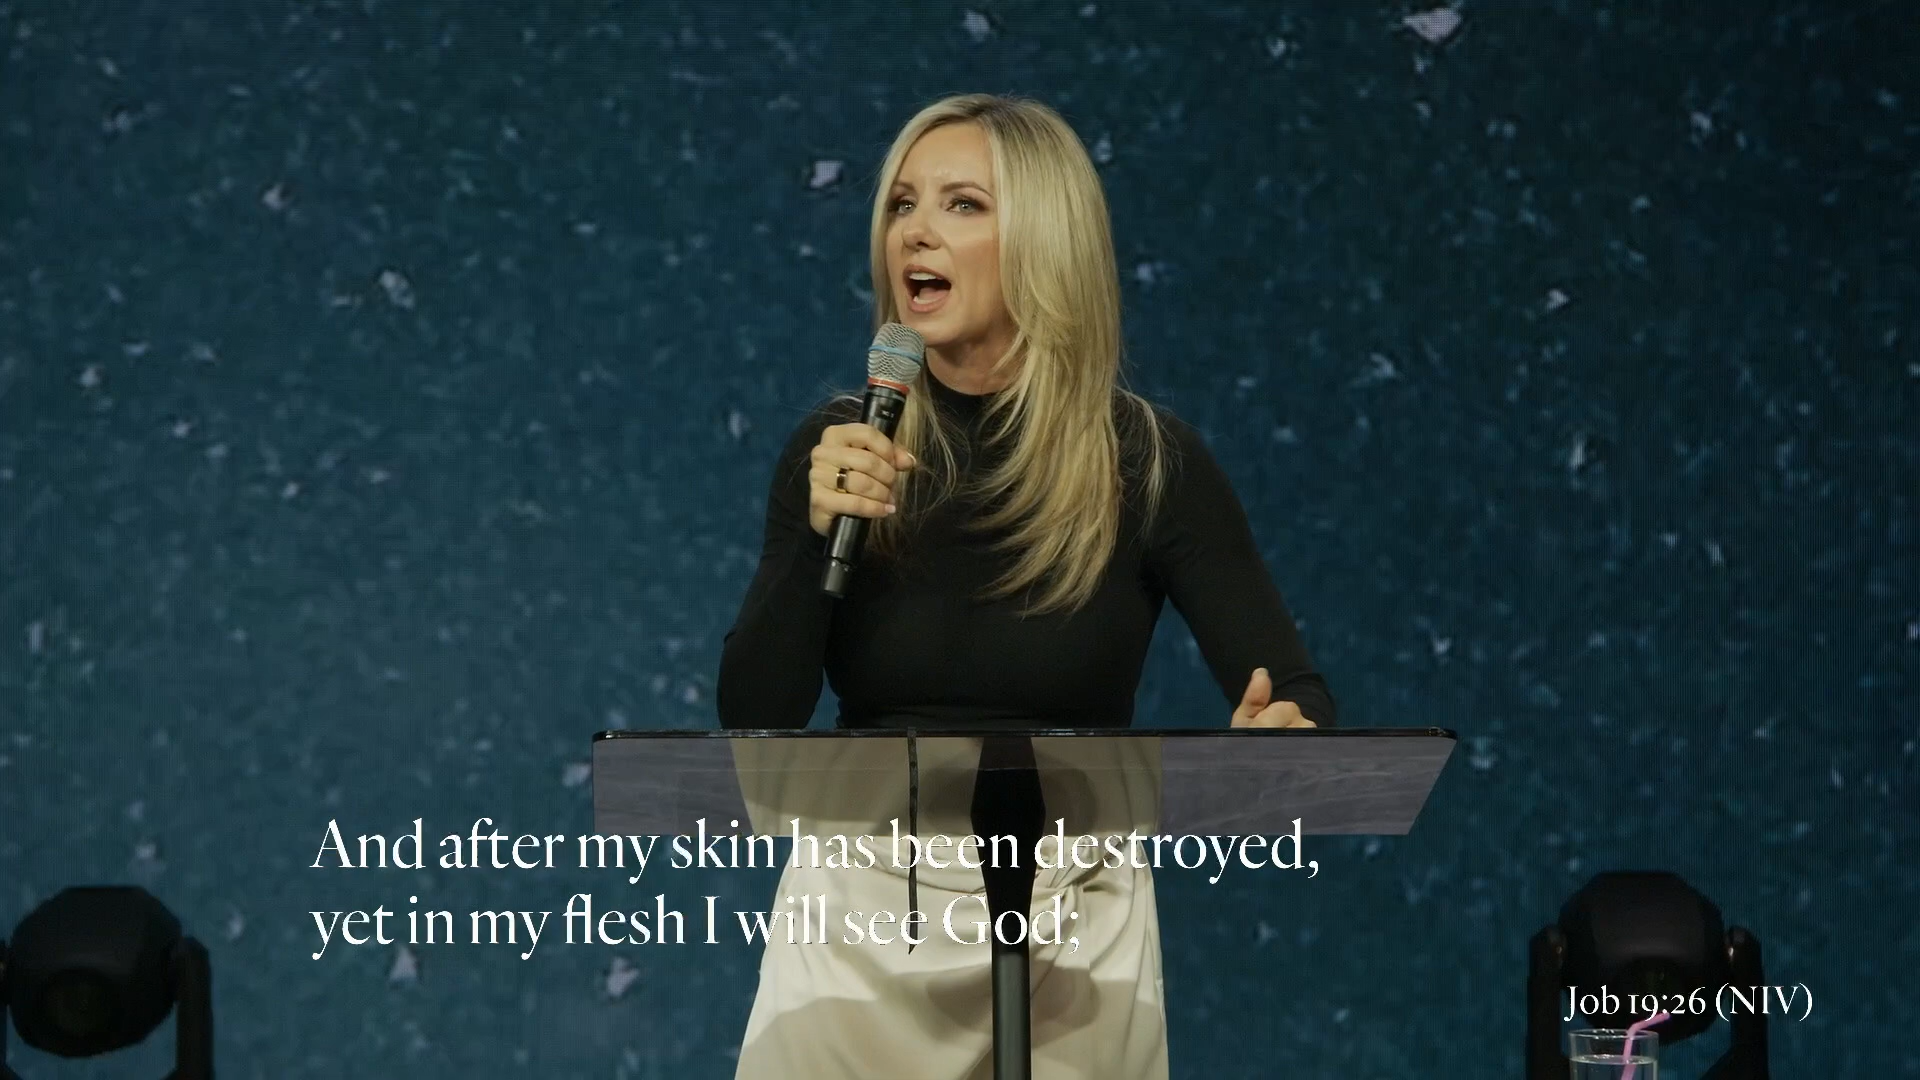 And after my skin has been destroyed,
yet in my flesh I will see God;
Job 19:26 (NIV)